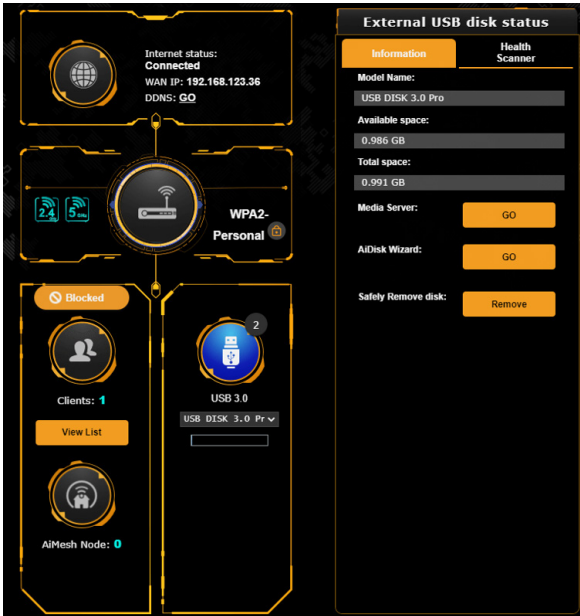 Internet status:
Connected
WAN IP: 192.168.123.36
DDNS: GO
2.4
GHz
5 GHz
WPA2-
Personal
Blocked
Clients: 1
View List
AiMesh Node: 0
2
USB 3.0
USB DISK 3.0 Pr
External USB disk status
Information
Health
Scanner
Model Name:
USB DISK 3.0 Pro
Available space:
0.986 GB
Total space:
0.991 GB
Media Server:
GO
AiDisk Wizard:
GO
Safely Remove disk:
Remove